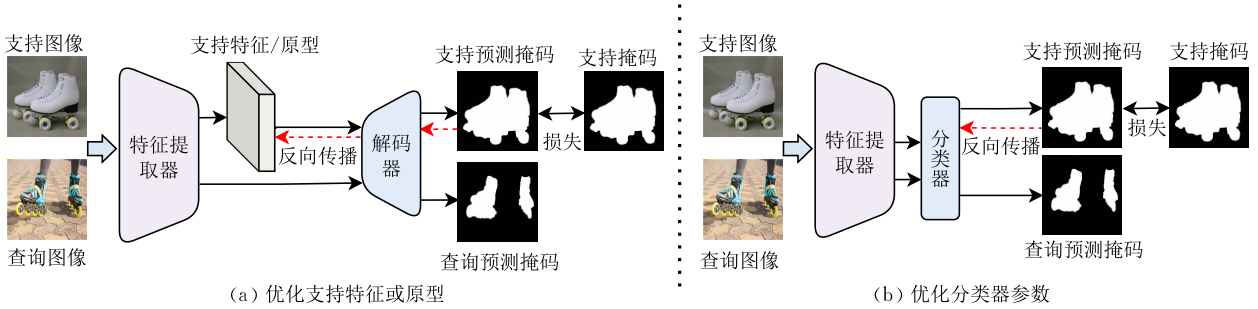 支持图像
支持特征/原型
支持预测掩码
支持掩码
特征提
取器
反向传播
解码
器
损失
查询图像
查询预测掩码
(a) 优化支持特征或原型
支持图像
支持预测掩码
支持掩码
特征提
取器
分类器
反向传播
损失
查询图像
查询预测掩码
(b) 优化分类器参数